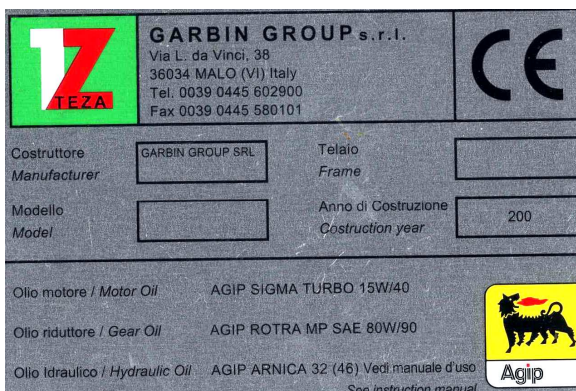 TEZA
GARBIN GROUP s.r.l.
Via L. da Vinci, 38
36034 MALO (VI) Italy
Tel. 0039 0445 602900
Fax 0039 0445 580101
CE
Costruttore
Manufacturer
GARBIN GROUP SRL
Telaio
Frame
Modello
Model
Anno di Costruzione
Costruction year
200
Olio motore / Motor Oil AGIP SIGMA TURBO 15W/40
Olio riduttore / Gear Oil AGIP ROTRA MP SAE 80W/90
Olio Idraulico / Hydraulic Oil AGIP ARNICA 32 (46) Vedi manuale d'uso
See instruction manual
Agip